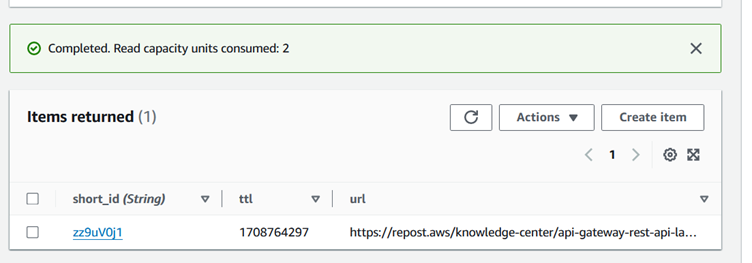 Completed. Read capacity units consumed: 2
Items returned (1)
Actions
Create item
1
short_id (String) ttl url
zz9uV0j1 1708764297 https://repost.aws/knowledge-center/api-gateway-rest-api-la...